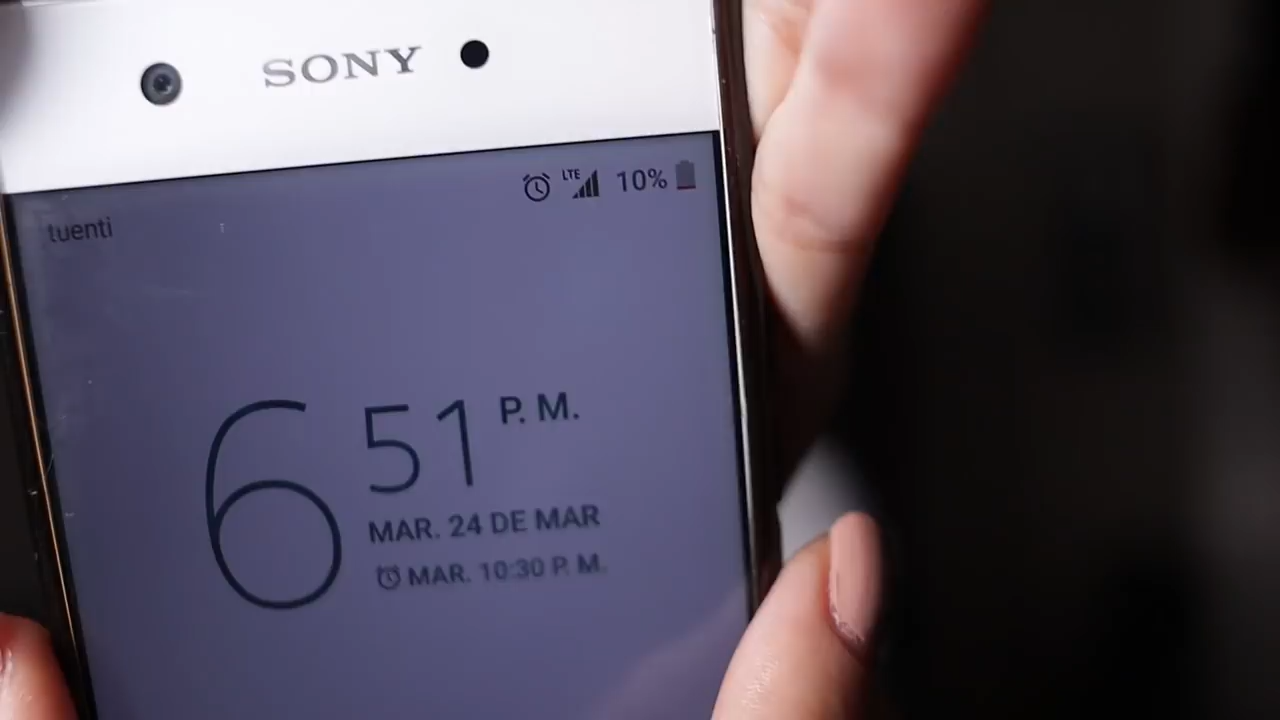 SONY
LTE 10%
tuenti
6 51 P. M.
MAR. 24 DE MAR
MAR. 10:30 P. M.